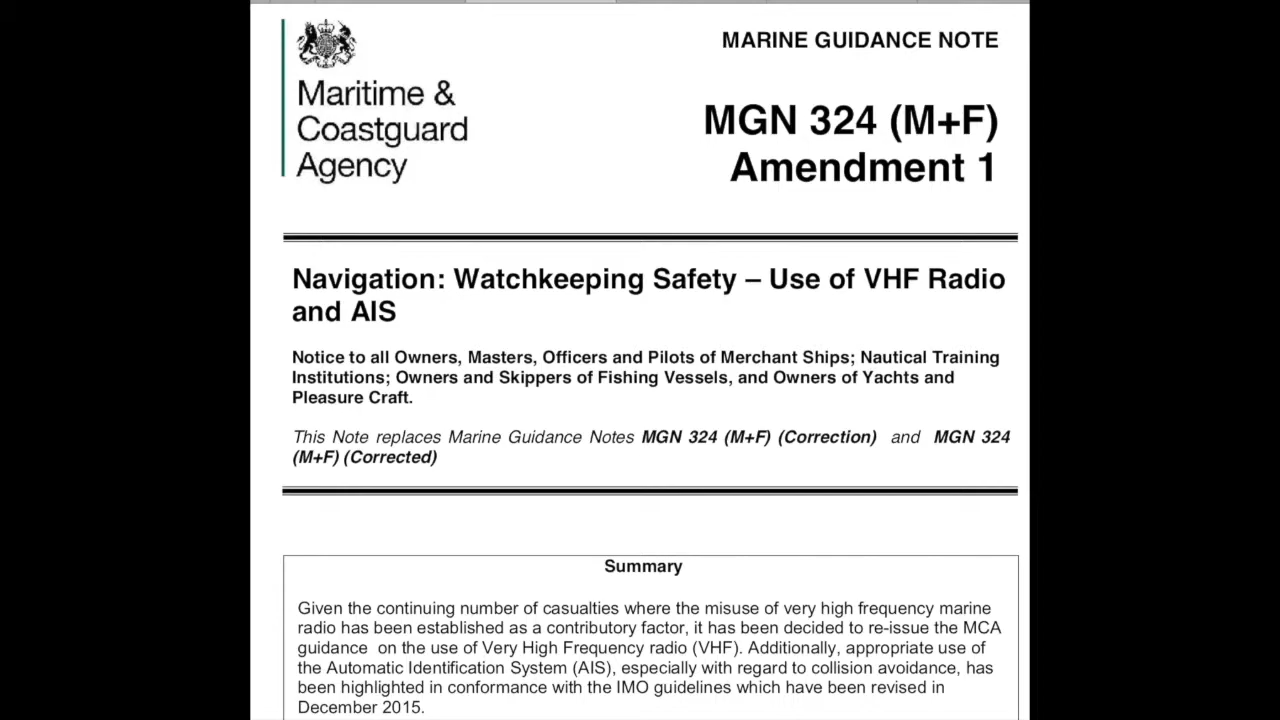 MARINE GUIDANCE NOTE
Maritime &
Coastguard
Agency
MGN 324 (M+F)
Amendment 1
Navigation: Watchkeeping Safety – Use of VHF Radio
and AIS
Notice to all Owners, Masters, Officers and Pilots of Merchant Ships; Nautical Training
Institutions; Owners and Skippers of Fishing Vessels, and Owners of Yachts and
Pleasure Craft.
This Note replaces Marine Guidance Notes MGN 324 (M+F) (Correction) and MGN 324
(M+F) (Corrected)
Summary
Given the continuing number of casualties where the misuse of very high frequency marine
radio has been established as a contributory factor, it has been decided to re-issue the MCA
guidance on the use of Very High Frequency radio (VHF). Additionally, appropriate use of
the Automatic Identification System (AIS), especially with regard to collision avoidance, has
been highlighted in conformance with the IMO guidelines which have been revised in
December 2015.